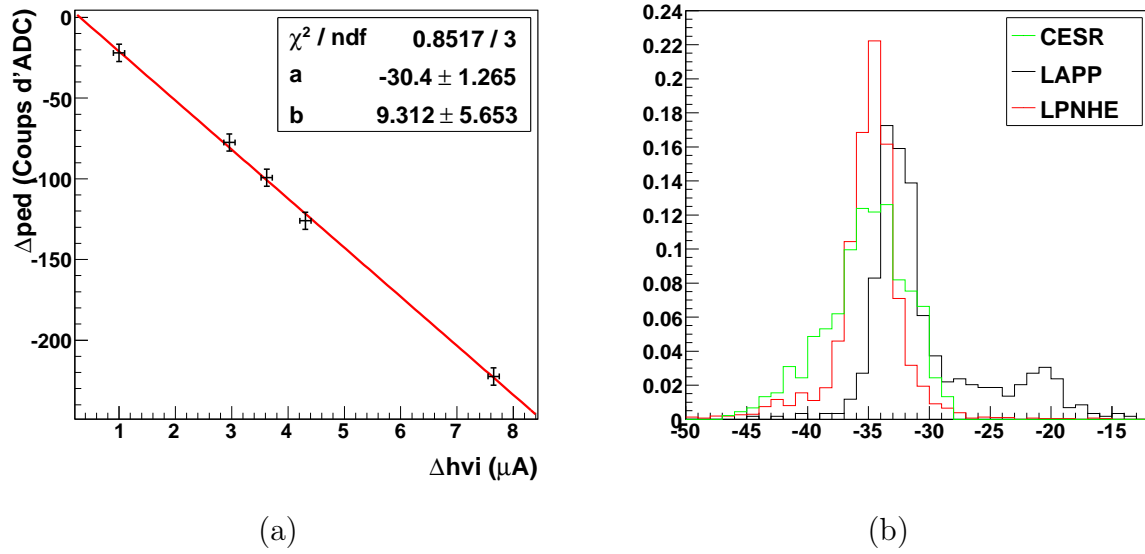 χ² / ndf 0.8517 / 3
a -30.4 ± 1.265
b 9.312 ± 5.653
Δped (Coups d'ADC)
0
-50
-100
-150
-200
1 2 3 4 5 6 7 8
Δhvi (μA)
(a)
CESR
LAPP
LPNHE
0.24
0.22
0.2
0.18
0.16
0.14
0.12
0.1
0.08
0.06
0.04
0.02
0
-50 -45 -40 -35 -30 -25 -20 -15
(b)